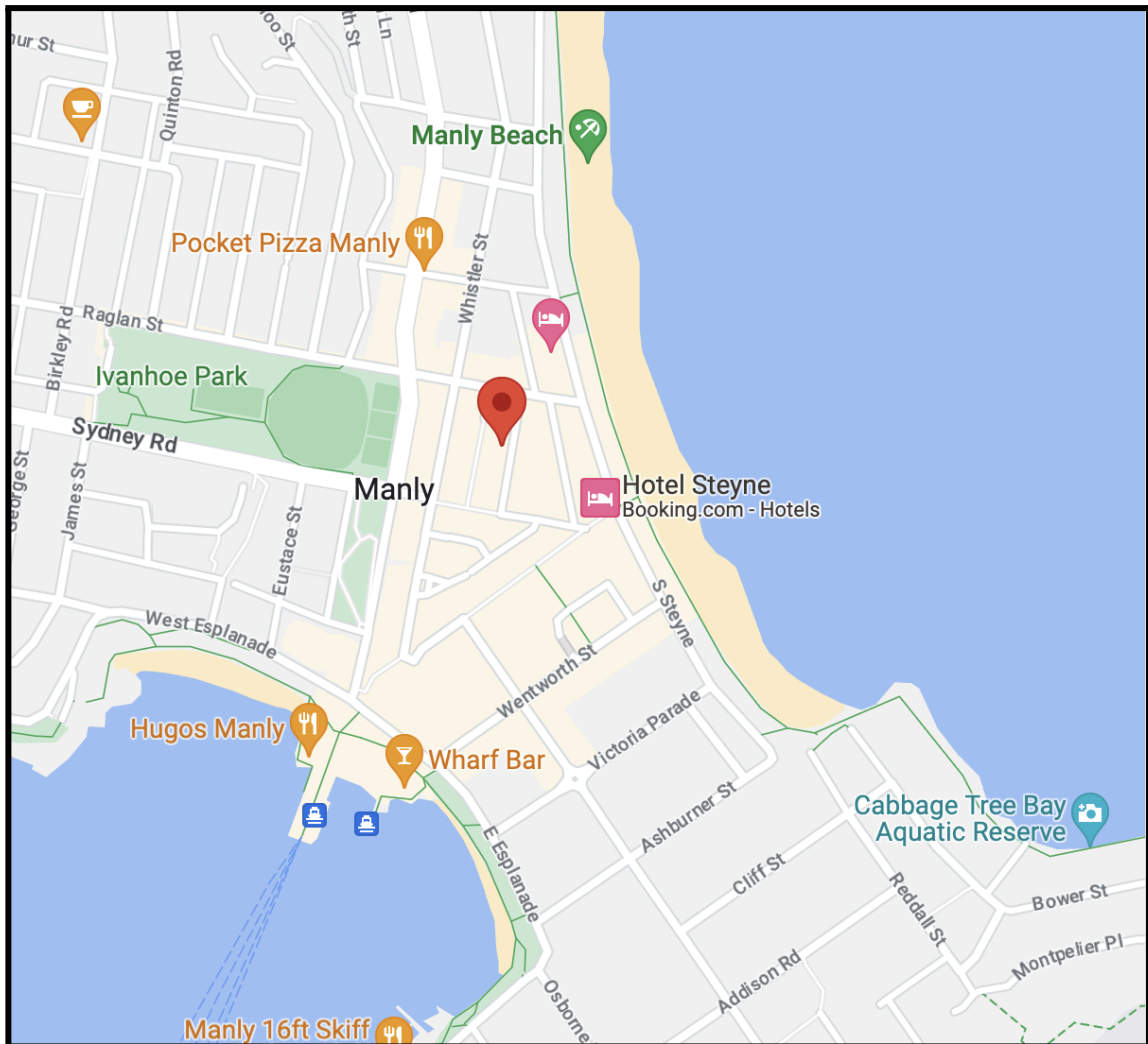 Ln
Quinton Rd
Manly Beach
Pocket Pizza Manly
Whistler St
Raglan St
Birkley Rd
Ivanhoe Park
Sydney Rd
Manly
Hotel Steyne
Booking.com - Hotels
George St
James St
Eustace St
S Steyne
West Esplanade
Wentworth St
Hugos Manly
Wharf Bar
Victoria Parade
Ashburner St
Cabbage Tree Bay
Aquatic Reserve
E Esplanade
Cliff St
Reddall St
Bower St
Montpelier Pl
Addison Rd
Osborne
Manly 16ft Skiff